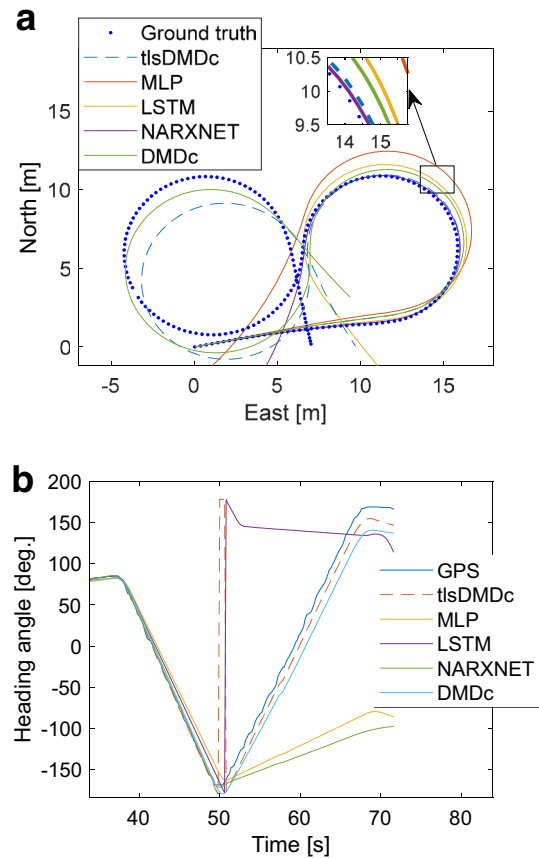 a
Ground truth
tlsDMDc
MLP
LSTM
NARXNET
DMDc
10.5
10
9.5
14 15
15
10
5
0
North [m]
-5 0 5 10 15
East [m]
b
200
150
100
50
0
-50
-100
-150
Heading angle [deg.]
GPS
tlsDMDc
MLP
LSTM
NARXNET
DMDc
40 50 60 70 80
Time [s]